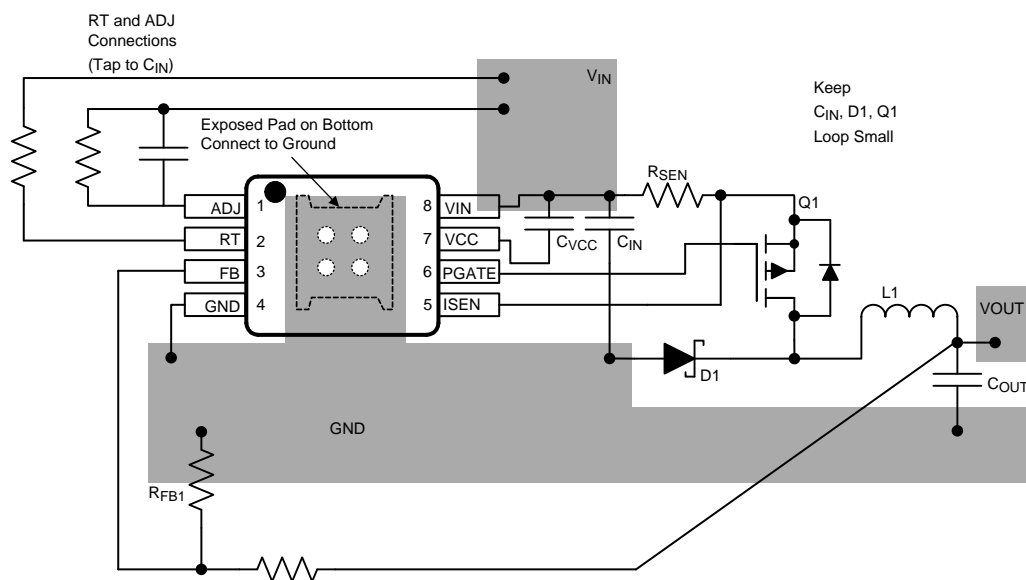 RT and ADJ
Connections
(Tap to CIN)
VIN
Keep
CIN, D1, Q1
Loop Small
Exposed Pad on Bottom
Connect to Ground
RSEN
Q1
ADJ 1 8 VIN
RT 2 7 VCC
CVCC CIN
FB 3 6 PGATE
GND 4 5 ISEN
L1
VOUT
D1
COUT
GND
RFB1